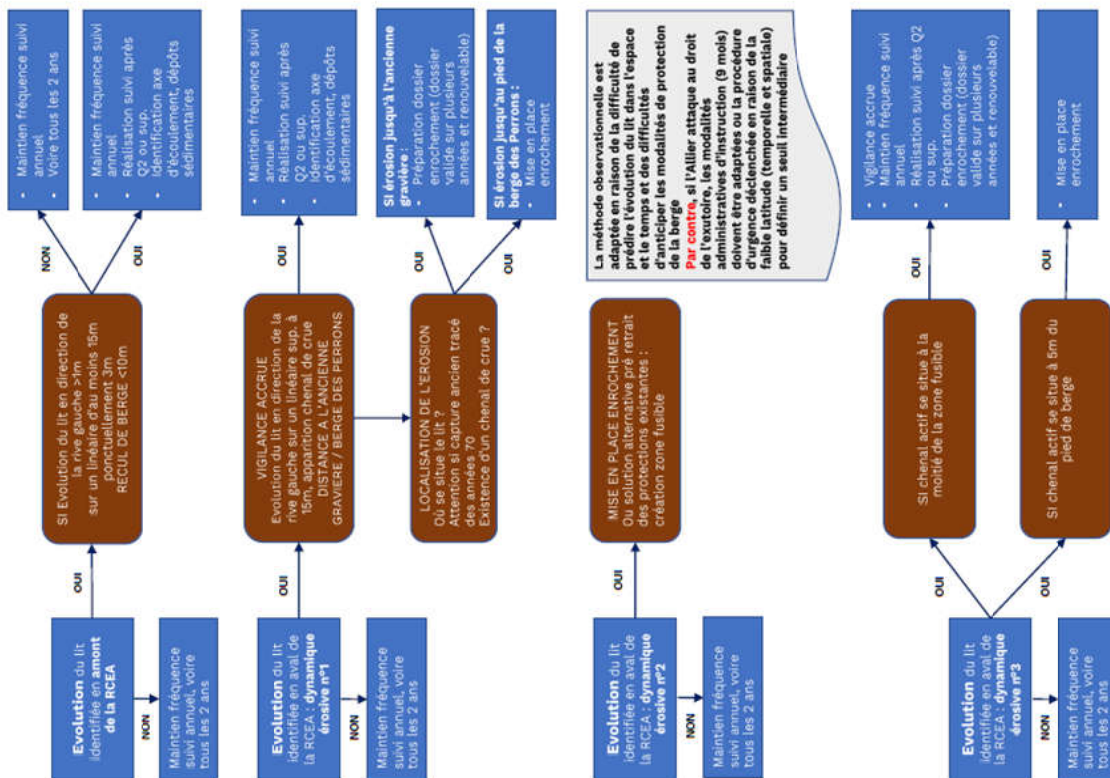 Evolution du lit
identifiée en amont
de la RCEA
NON
Maintien fréquence
suivi annuel, voire
tous les 2 ans
OUI
SI Evolution du lit en direction de
la rive gauche >1m
sur un linéaire d'au moins 15m
ponctuellement 3m
RECUL DE BERGE <10m
NON
• Maintien fréquence suivi
annuel
• Voire tous les 2 ans
OUI
• Maintien fréquence suivi
annuel
• Réalisation suivi après
Q2 ou sup.
• Identification axe
d'écoulement, dépôts
sédimentaires
Evolution du lit
identifiée en aval de
la RCEA : dynamique
érosive n°1
NON
Maintien fréquence
suivi annuel, voire
tous les 2 ans
OUI
VIGILANCE ACCRUE
Evolution du lit en direction de la
rive gauche sur un linéaire sup. à
15m, apparition chenal de crue
DISTANCE A L'ANCIENNE
GRAVIERE / BERGE DES PERRONS
OUI
• Maintien fréquence suivi
annuel
• Réalisation suivi après
Q2 ou sup.
• Identification axe
d'écoulement, dépôts
sédimentaires
LOCALISATION DE L'EROSION
Où se situe le lit ?
Attention si capture ancien tracé
des années 70
Existence d'un chenal de crue ?
OUI
SI érosion jusqu'à l'ancienne
gravière :
• Préparation dossier
enrochement (dossier
valide sur plusieurs
années et renouvelable)
OUI
SI érosion jusqu'au pied de la
berge des Perrons :
• Mise en place
enrochement
Evolution du lit
identifiée en aval de
la RCEA : dynamique
érosive n°2
NON
Maintien fréquence
suivi annuel, voire
tous les 2 ans
OUI
MISE EN PLACE ENROCHEMENT
Ou solution alternative pré retrait
des protections existantes :
création zone fusible
La méthode observationnelle est
adaptée en raison de la difficulté de
prédire l'évolution du lit dans l'espace
et le temps et des difficultés
d'anticiper les modalités de protection
de la berge
Par contre, si l'Allier attaque au droit
de l'exutoire, les modalités
administratives d'instruction (9 mois)
doivent être adaptées ou la procédure
d'urgence déclenchée en raison de la
faible latitude (temporelle et spatiale)
pour définir un seuil intermédiaire
Evolution du lit
identifiée en aval de
la RCEA : dynamique
érosive n°3
NON
Maintien fréquence
suivi annuel, voire
tous les 2 ans
OUI
SI chenal actif se situe à la
moitié de la zone fusible
OUI
• Vigilance accrue
• Maintien fréquence suivi
annuel
• Réalisation suivi après Q2
ou sup.
• Préparation dossier
enrochement (dossier
valide sur plusieurs
années et renouvelable)
OUI
SI chenal actif se situe à 5m du
pied de berge
OUI
• Mise en place
enrochement